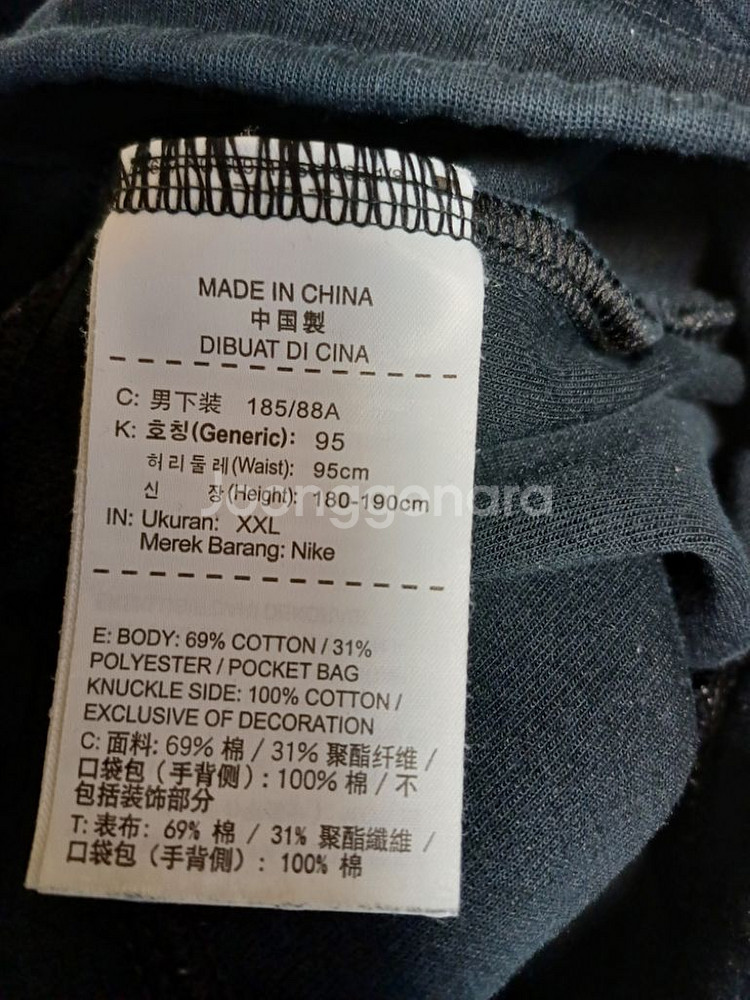 MADE IN CHINA
中国製
DIBUAT DI CINA
C: 男下装 185/88A
K: 호칭(Generic): 95
허리둘레(Waist): 95cm
신 장(Height): 180-190cm
IN: Ukuran: XXL
Merek Barang: Nike
Joonggonara
E: BODY: 69% COTTON / 31%
POLYESTER / POCKET BAG
KNUCKLE SIDE: 100% COTTON /
EXCLUSIVE OF DECORATION
C: 面料: 69% 棉 / 31% 聚酯纤维 /
口袋包 (手背侧) : 100% 棉 / 不
包括装饰部分
T: 表布: 69% 棉 / 31% 聚酯纖維 /
口袋包 (手背側) : 100% 棉